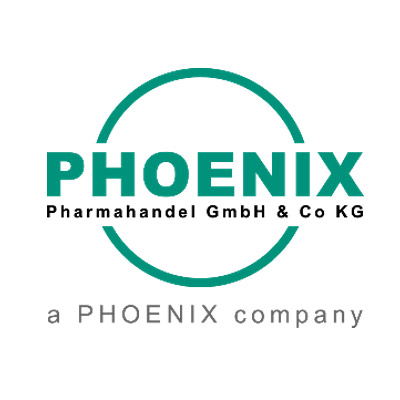 PHOENIX
Pharmahandel GmbH & Co KG
a PHOENIX company